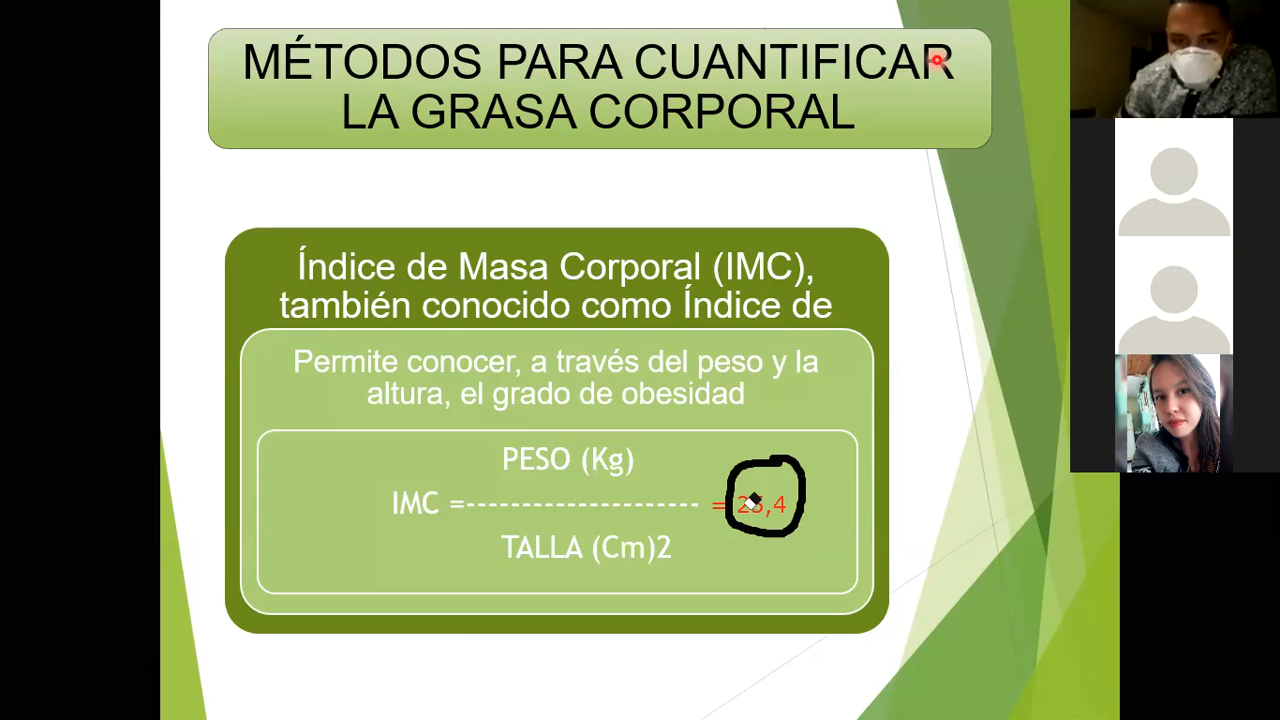 MÉTODOS PARA CUANTIFICAR
LA GRASA CORPORAL
Índice de Masa Corporal (IMC),
también conocido como Índice de
Permite conocer, a través del peso y la
altura, el grado de obesidad
PESO (Kg)
IMC =---------------------- =
TALLA (Cm)2